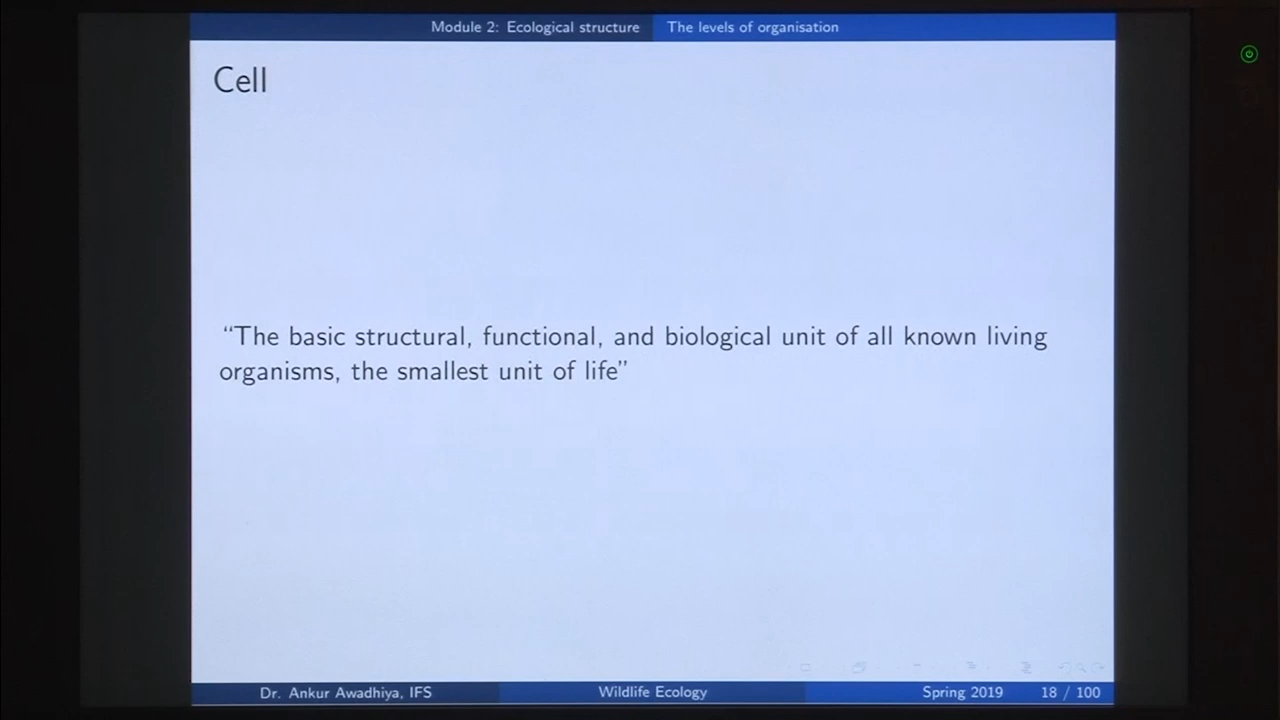 Module 2: Ecological structure The levels of organisation
Cell
“The basic structural, functional, and biological unit of all known living
organisms, the smallest unit of life”
Dr. Ankur Awadhiya, IFS Wildlife Ecology Spring 2019 18 / 100